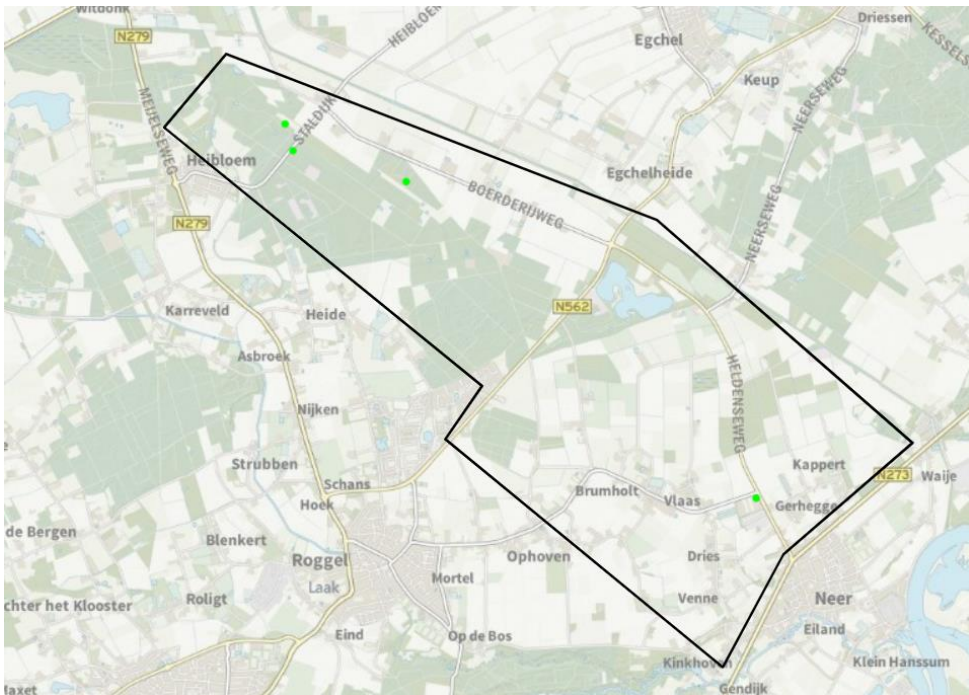 Witdonk
N279
HEIBLOEM
Egchel
Driessen
KESSELS
Keup
MEIJELSEWEG
STALDIJK
NEERSEWEG
Heibloem
Egchelheide
BOERDERIJWEG
N279
NEERSEWEG
Karreveld
Heide
N562
Asbroek
HELDENSEWEG
Nijken
Strubben
Kappert
N273
Waije
Schans
Brumholt
Hoek
Vlaas
Gerhegge
de Bergen
Blenkert
Roggel
Ophoven
Dries
Laak
Mortel
chter het Klooster
Roligt
Venne
Neer
Eind
Op de Bos
Eiland
Kinkhoven
Klein Hanssum
Gendijk
Maxet